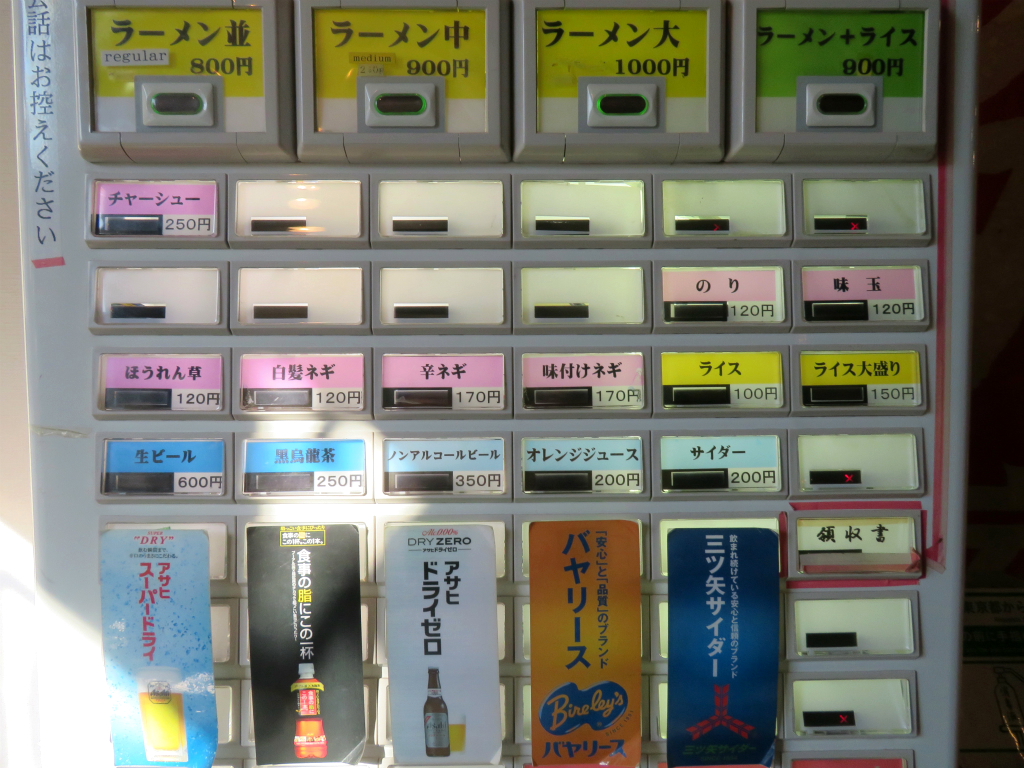 話はお控えください
ラーメン並
regular
800円
ラーメン中
medium
900円
ラーメン大
1000円
ラーメン+ライス
900円
チャーシュー
250円
のり
120円
味玉
120円
ほうれん草
120円
白髪ネギ
120円
辛ネギ
170円
味付けネギ
170円
ライス
100円
ライス大盛り
150円
生ビール
600円
黒烏龍茶
250円
ノンアルコールビール
350円
オレンジジュース
200円
サイダー
200円
領収書
"DRY"
アサヒ
スーパードライ
食事の脂にこの一杯
DRY ZERO
アサヒ
ドライゼロ
「安心」と「品質」のブランド
バヤリース
Bireley's
バヤリース
飲まれ続けている安心と信頼のブランド
三ツ矢サイダー
三ツ矢サイダー